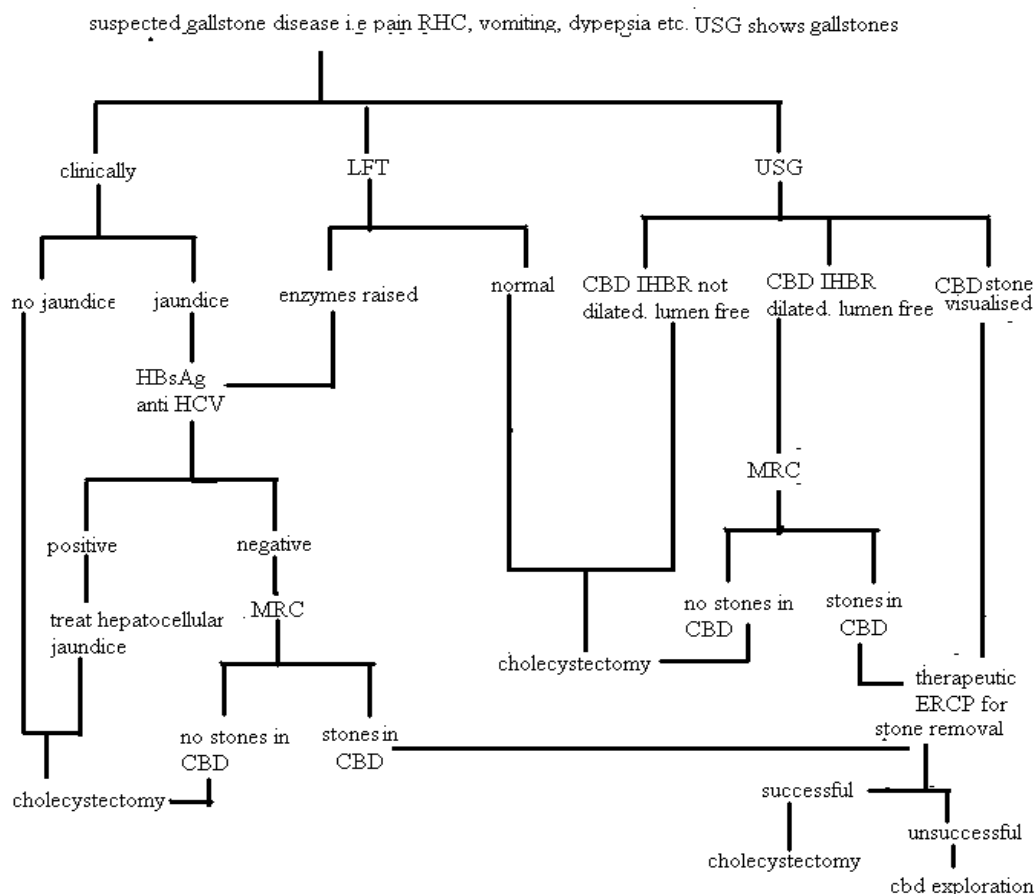 suspected gallstone disease i.e pain RHC, vomiting, dypepsia etc. USG shows gallstones
clinically
LFT
USG
no jaundice
jaundice
enzymes raised
normal
CBD IHBR not
dilated. lumen free
CBD IHBR
dilated. lumen free
CBD stone
visualised
HBsAg
anti HCV
MRC
positive
negative
treat hepatocellular
jaundice
MRC
no stones in
CBD
stones in
CBD
cholecystectomy
therapeutic
ERCP for
stone removal
no stones in
CBD
stones in
CBD
cholecystectomy
successful
unsuccessful
cholecystectomy
cbd exploration